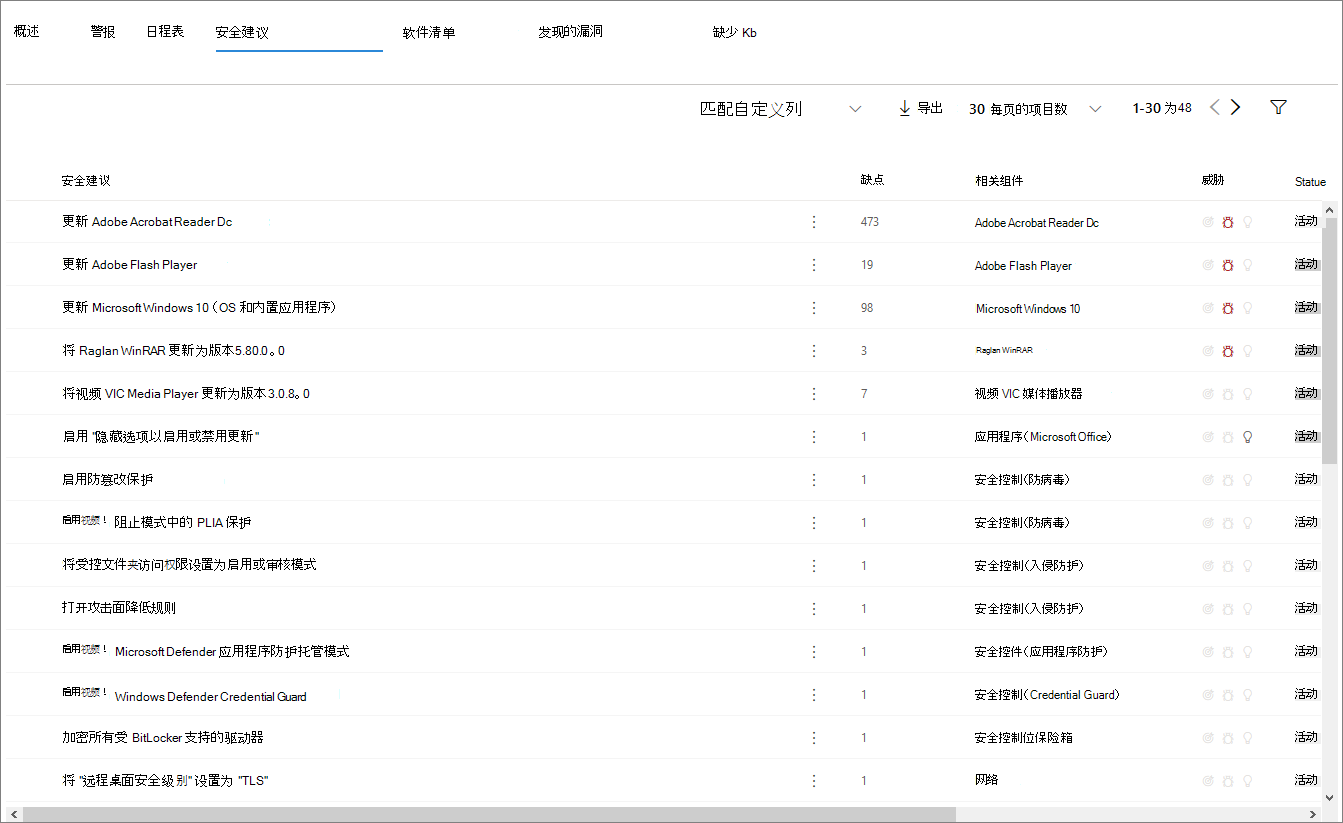 概述 警报 日程表 安全建议 软件清单 发现的漏洞 缺少 Kb
匹配自定义列 导出 30 每页的项目数 1-30 为48
安全建议 缺点 相关组件 威胁 Statue
更新 Adobe Acrobat Reader Dc 473 Adobe Acrobat Reader Dc 活动
更新 Adobe Flash Player 19 Adobe Flash Player 活动
更新 Microsoft Windows 10（OS 和内置应用程序） 98 Microsoft Windows 10 活动
将 Raglan WinRAR 更新为版本5.80.0。0 3 Raglan WinRAR 活动
将视频 VIC Media Player 更新为版本3.0.8。0 7 视频 VIC 媒体播放器 活动
启用 "隐藏选项以启用或禁用更新" 1 应用程序（Microsoft Office） 活动
启用防篡改保护 1 安全控制（防病毒） 活动
启用视频！ 阻止模式中的 PLIA 保护 1 安全控制（防病毒） 活动
将受控文件夹访问权限设置为启用或审核模式 1 安全控制（入侵防护） 活动
打开攻击面降低规则 1 安全控制（入侵防护） 活动
启用视频！ Microsoft Defender 应用程序防护托管模式 1 安全控件（应用程序防护） 活动
启用视频！ Windows Defender Credential Guard 1 安全控制（Credential Guard） 活动
加密所有受 BitLocker 支持的驱动器 1 安全控制位保险箱 活动
将 "远程桌面安全级别" 设置为 "TLS" 1 网络 活动